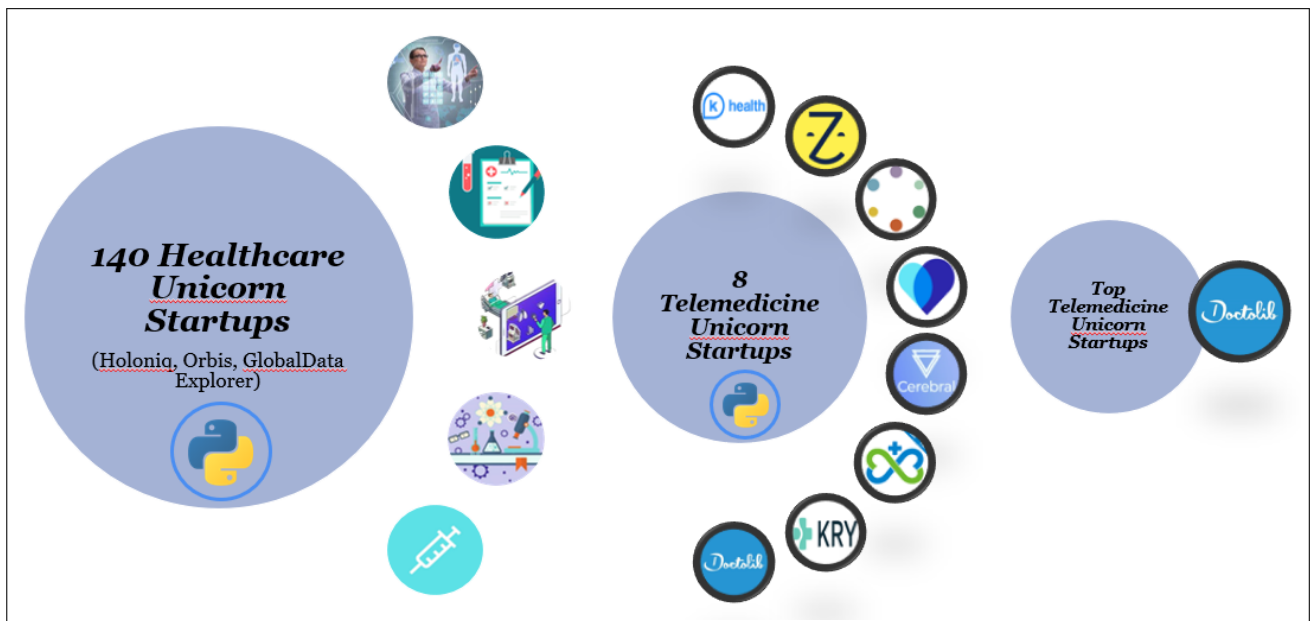 140 Healthcare
Unicorn
Startups
(Holoniq, Orbis, GlobalData
Explorer)
k health
Z
8
Telemedicine
Unicorn
Startups
Cerebral
KRY
Doctolib
Top
Telemedicine
Unicorn
Startups
Doctolib